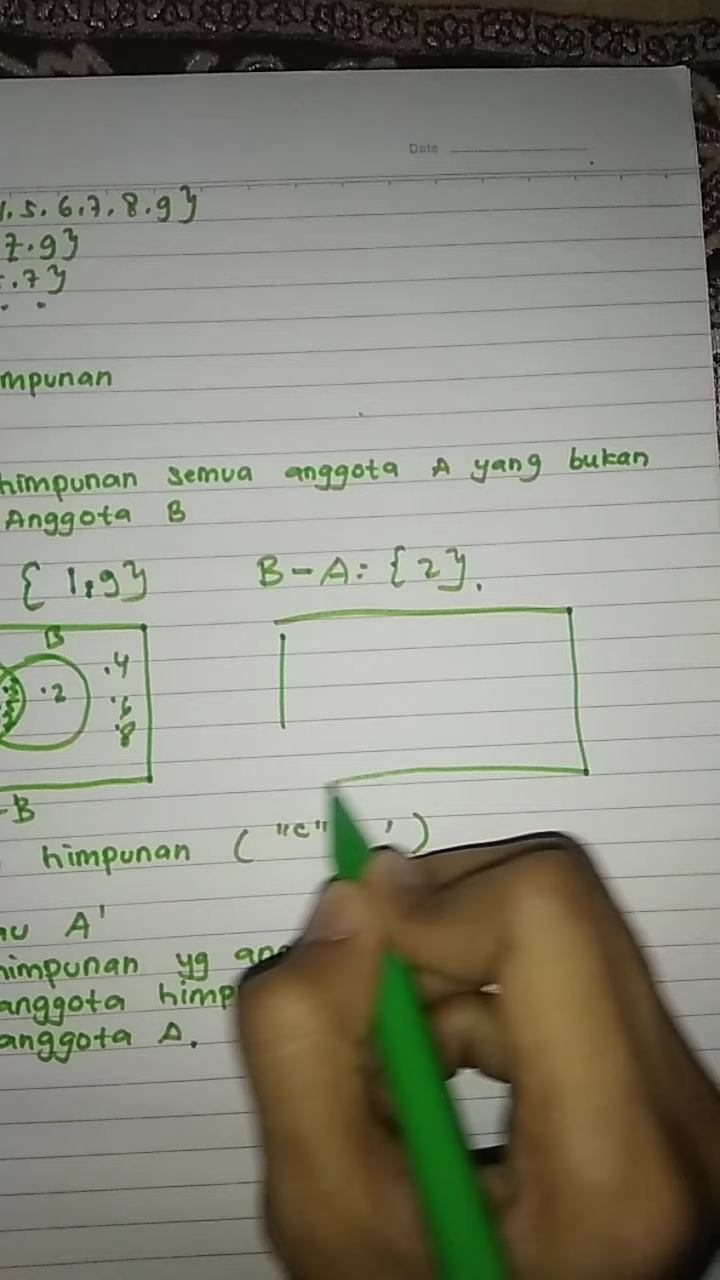 Date
.5.6.7.8.9}
7.9}
.7}
mpunan
himpunan semua anggota A yang bukan
Anggota B
{1,9} B-A: {2}.
B
.4
.2
.6
.8
-B
himpunan ( "c" ' )
au A'
himpunan yg
anggota
anggota A.